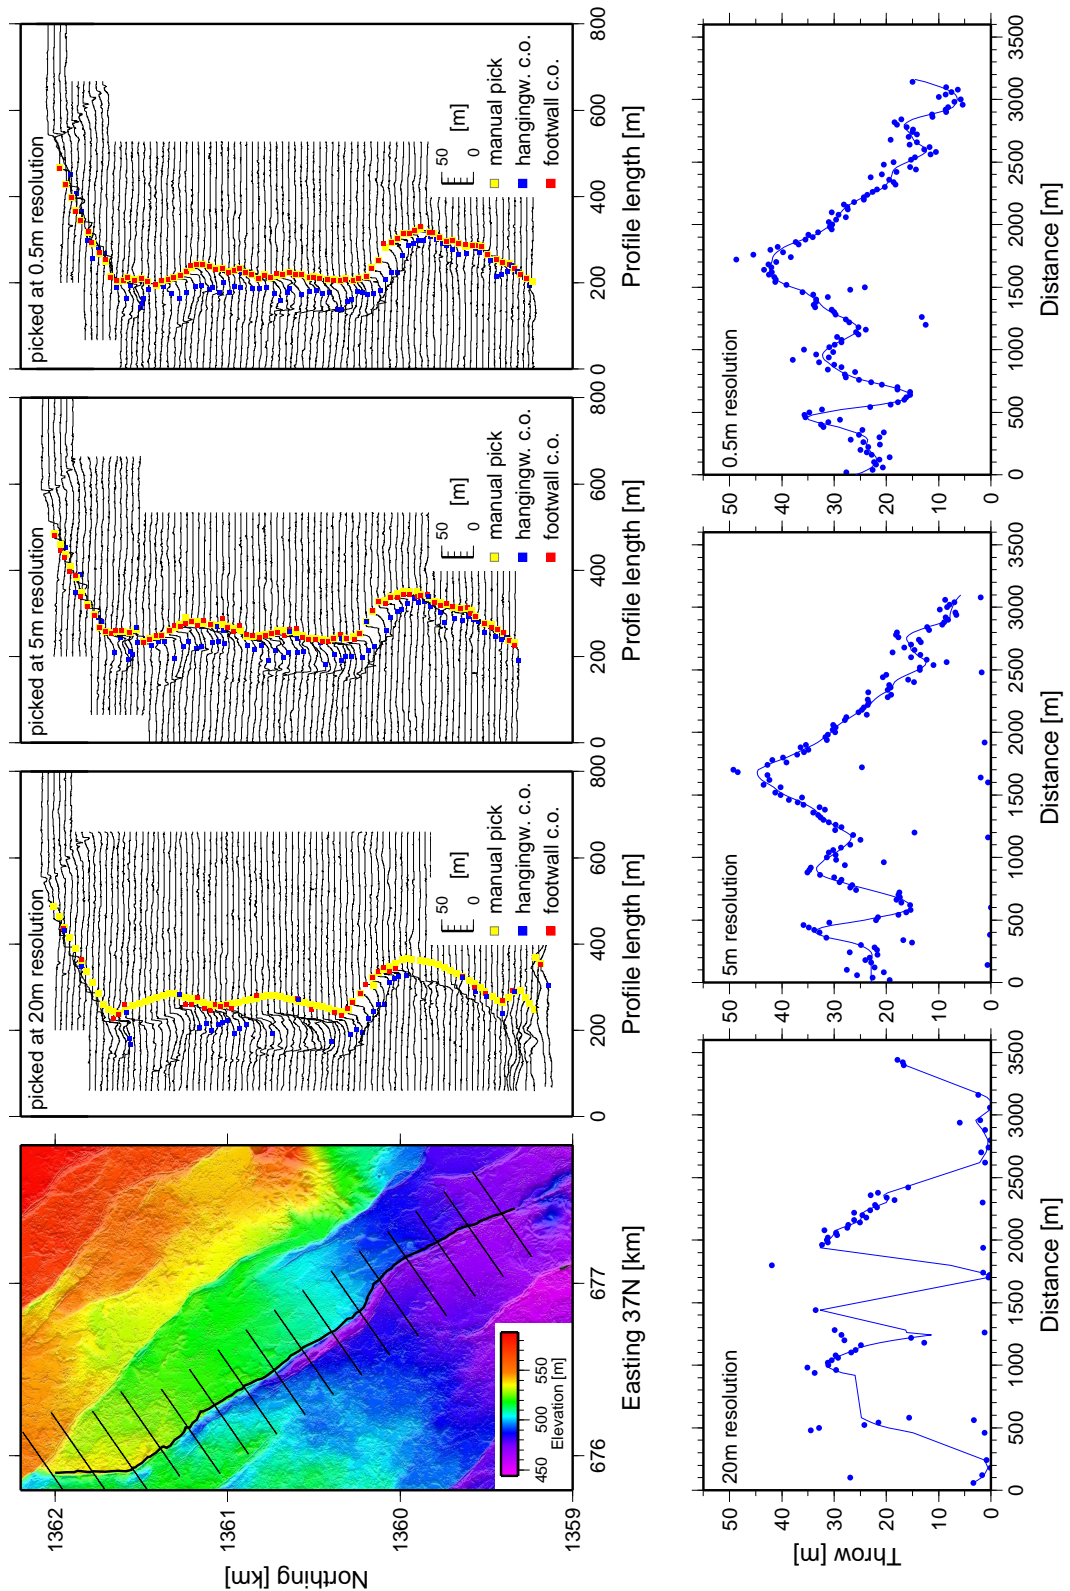 Northing [km]
1362
1361
1360
1359
676
677
Easting 37N [km]
450
500
550
Elevation [m]
picked at 20m resolution
0
200
400
600
800
Profile length [m]
50
0
[m]
manual pick
hangingw. c.o.
footwall c.o.
picked at 5m resolution
0
200
400
600
800
Profile length [m]
50
0
[m]
manual pick
hangingw. c.o.
footwall c.o.
picked at 0.5m resolution
0
200
400
600
800
Profile length [m]
50
0
[m]
manual pick
hangingw. c.o.
footwall c.o.
Throw [m]
50
40
30
20
10
0
20m resolution
0
500
1000
1500
2000
2500
3000
3500
Distance [m]
50
40
30
20
10
0
5m resolution
0
500
1000
1500
2000
2500
3000
3500
Distance [m]
50
40
30
20
10
0
0.5m resolution
0
500
1000
1500
2000
2500
3000
3500
Distance [m]